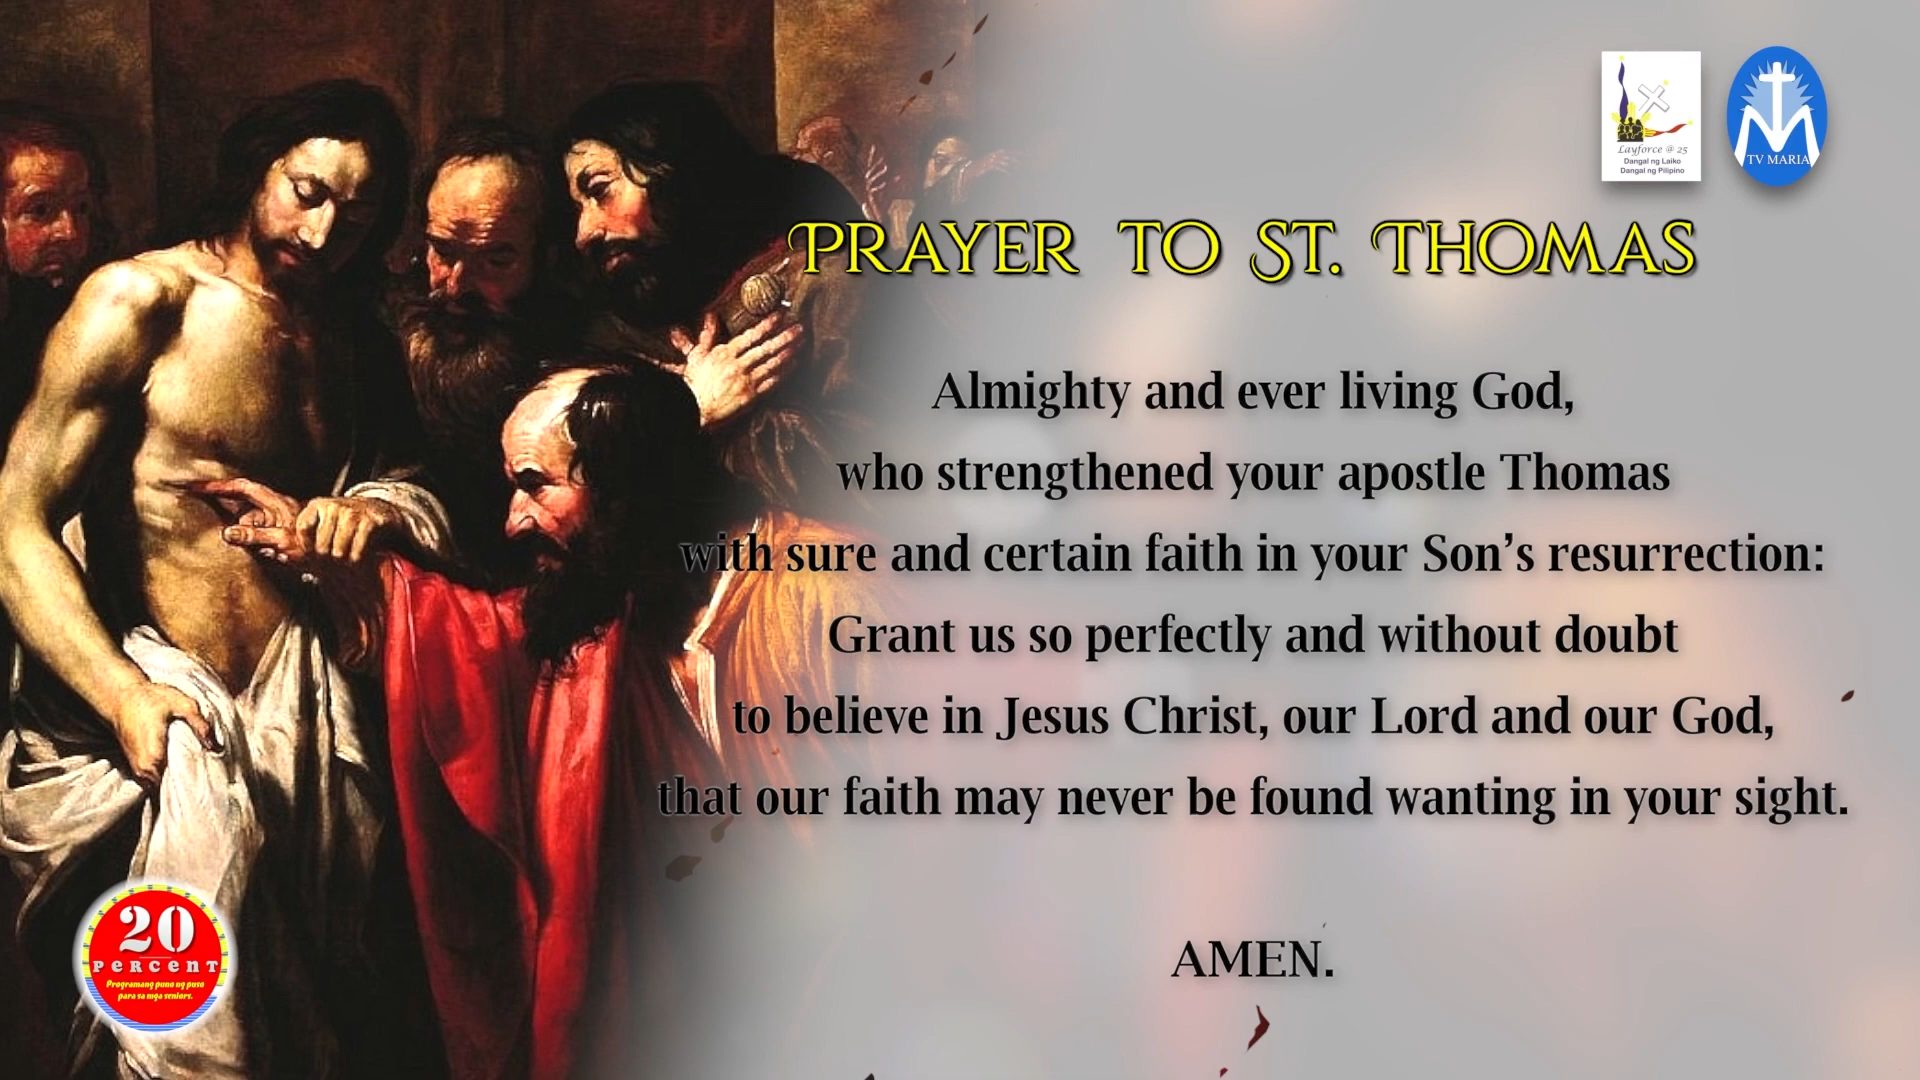 Layforce @ 25
Dangal ng Laiko
Dangal ng Pilipino
TV MARIA
PRAYER TO ST. THOMAS
Almighty and ever living God,
who strengthened your apostle Thomas
with sure and certain faith in your Son’s resurrection:
Grant us so perfectly and without doubt
to believe in Jesus Christ, our Lord and our God,
that our faith may never be found wanting in your sight.
AMEN.
20
PERCENT
Programang puno ng puso
para sa mga seniors.